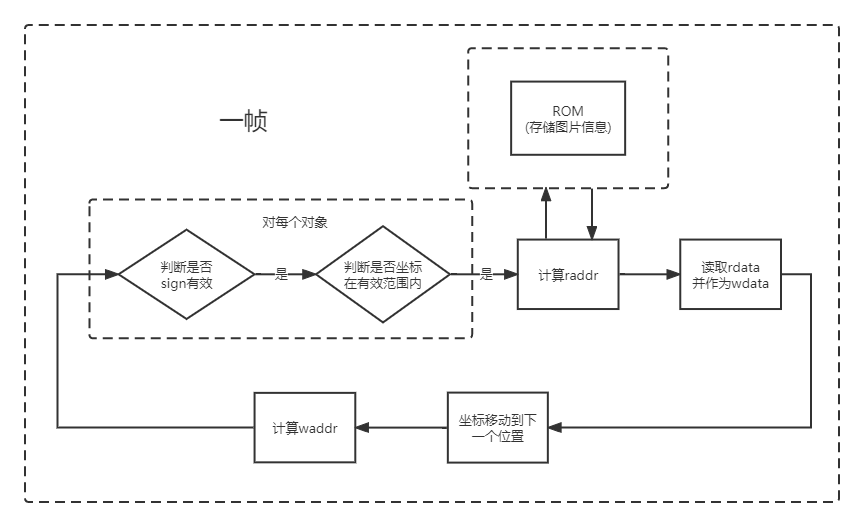 一帧
ROM
(存储图片信息)
对每个对象
判断是否
sign有效
是
判断是否坐标
在有效范围内
是
计算raddr
读取rdata
并作为wdata
坐标移动到下
一个位置
计算waddr